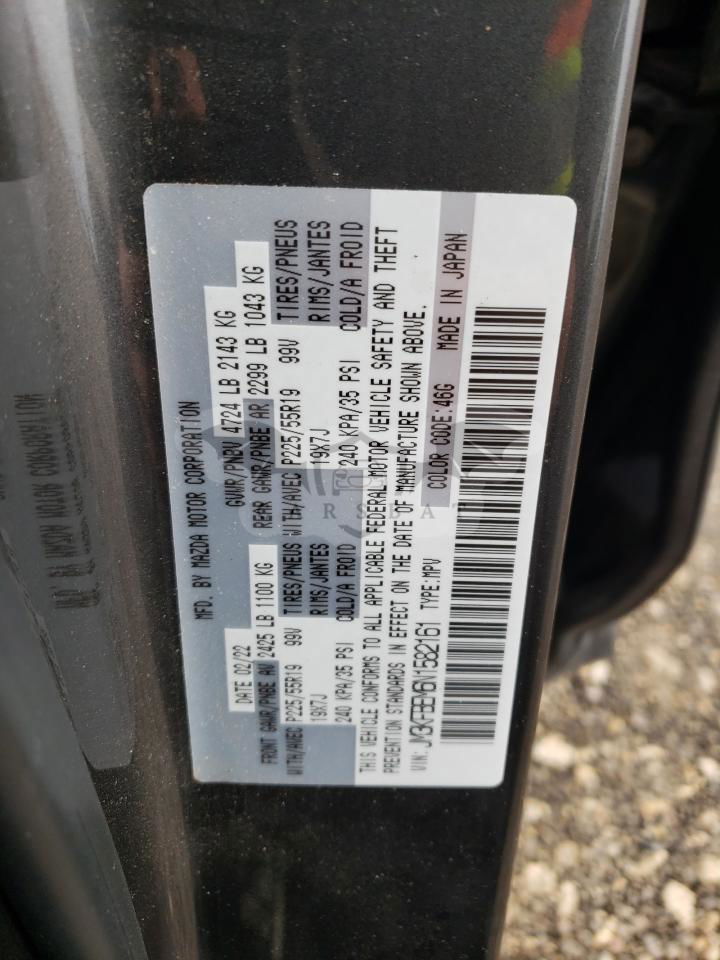 MFD. BY MAZDA MOTOR CORPORATION
DATE 02/22 GVWR/PNBV 4724 LB 2143 KG
FRONT GAWR/PNBE AV 2425 LB 1100 KG REAR GAWR/PNBE AR 2299 LB 1043 KG
WITH/AVEC P225/55R19 99V TIRES/PNEUS WITH/AVEC P225/55R19 99V TIRES/PNEUS
19X7J RIMS/JANTES 19X7J RIMS/JANTES
240 KPA/35 PSI COLD/A FROID 240 KPA/35 PSI COLD/A FROID
THIS VEHICLE CONFORMS TO ALL APPLICABLE FEDERAL MOTOR VEHICLE SAFETY AND THEFT
PREVENTION STANDARDS IN EFFECT ON THE DATE OF MANUFACTURE SHOWN ABOVE.
VIN: JM3KFBEM6N1582161 TYPE:MPV COLOR CODE:46G MADE IN JAPAN